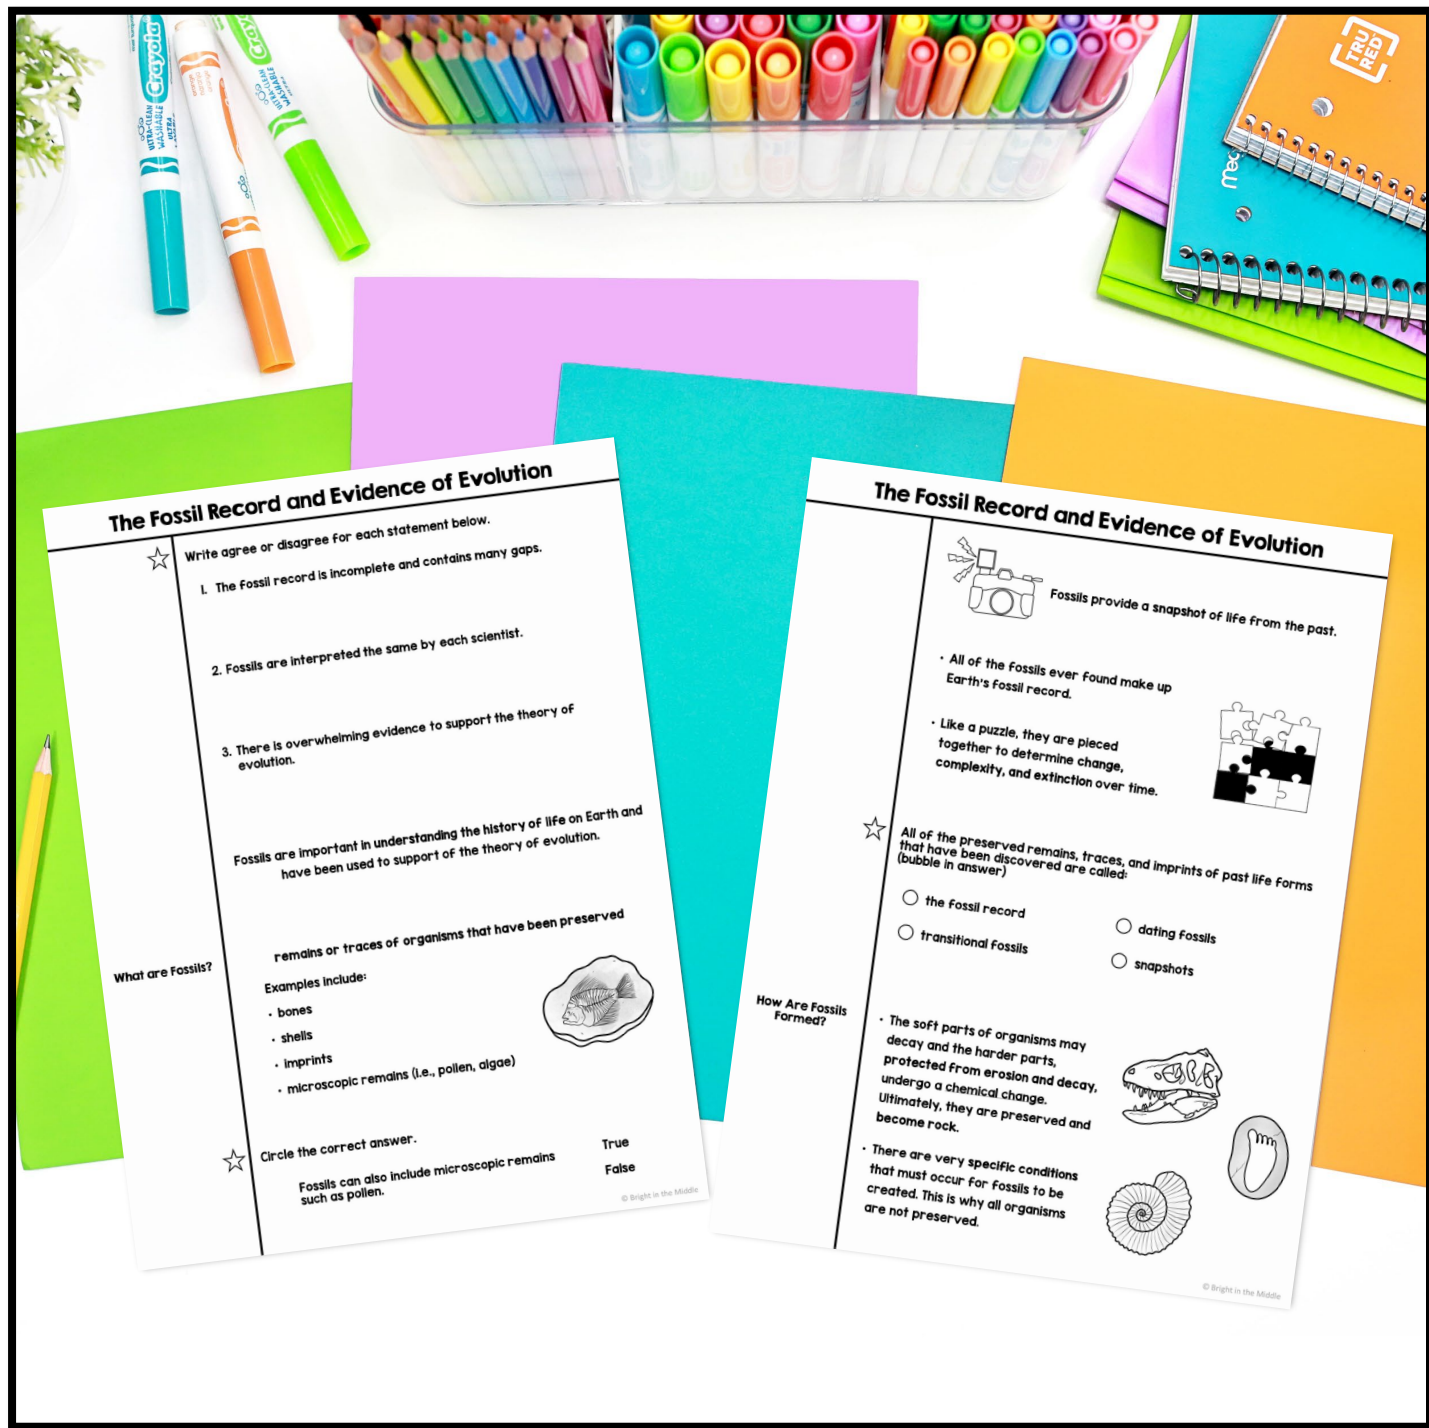 Crayola
ULTRA-CLEAN
WASHABLE
ULTRA-CLEAN
WASHABLE
TRU
RED
The Fossil Record and Evidence of Evolution
Write agree or disagree for each statement below.
1. The fossil record is incomplete and contains many gaps.
2. Fossils are interpreted the same by each scientist.
3. There is overwhelming evidence to support the theory of
evolution.
Fossils are important in understanding the history of life on Earth and
have been used to support of the theory of evolution.
What are Fossils?
remains or traces of organisms that have been preserved
Examples include:
• bones
• shells
• imprints
• microscopic remains (i.e., pollen, algae)
Circle the correct answer.
Fossils can also include microscopic remains
such as pollen.
True
False
© Bright in the Middle
The Fossil Record and Evidence of Evolution
Fossils provide a snapshot of life from the past.
• All of the fossils ever found make up
Earth's fossil record.
• Like a puzzle, they are pieced
together to determine change,
complexity, and extinction over time.
All of the preserved remains, traces, and imprints of past life forms
that have been discovered are called:
(bubble in answer)
the fossil record
transitional fossils
dating fossils
snapshots
How Are Fossils
Formed?
• The soft parts of organisms may
decay and the harder parts,
protected from erosion and decay,
undergo a chemical change.
Ultimately, they are preserved and
become rock.
• There are very specific conditions
that must occur for fossils to be
created. This is why all organisms
are not preserved.
© Bright in the Middle